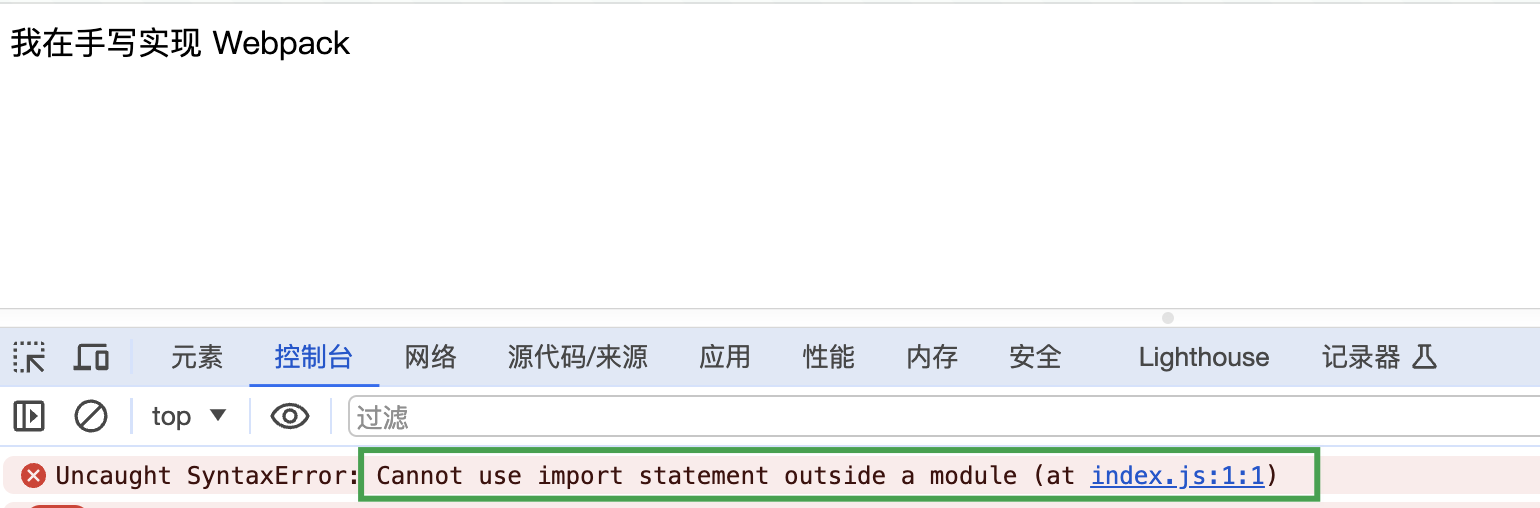 我在手写实现 Webpack
元素 控制台 网络 源代码/来源 应用 性能 内存 安全 Lighthouse 记录器
top 过滤
Uncaught SyntaxError: Cannot use import statement outside a module (at index.js:1:1)